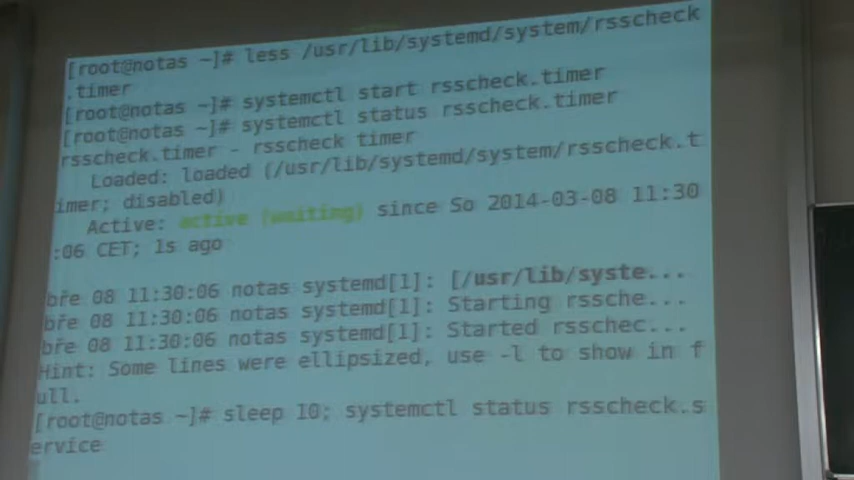 [root@notas ~]# less /usr/lib/systemd/system/rsscheck
.timer
[root@notas ~]# systemctl start rsscheck.timer
[root@notas ~]# systemctl status rsscheck.timer
rsscheck.timer - rsscheck timer
Loaded: loaded (/usr/lib/systemd/system/rsscheck.t
imer; disabled)
Active: active (waiting) since So 2014-03-08 11:30
:06 CET; 1s ago
bře 08 11:30:06 notas systemd[1]: [/usr/lib/syste...
bře 08 11:30:06 notas systemd[1]: Starting rssche...
bře 08 11:30:06 notas systemd[1]: Started rsschec...
Hint: Some lines were ellipsized, use -l to show in f
ull.
[root@notas ~]# sleep 10; systemctl status rsscheck.s
ervice